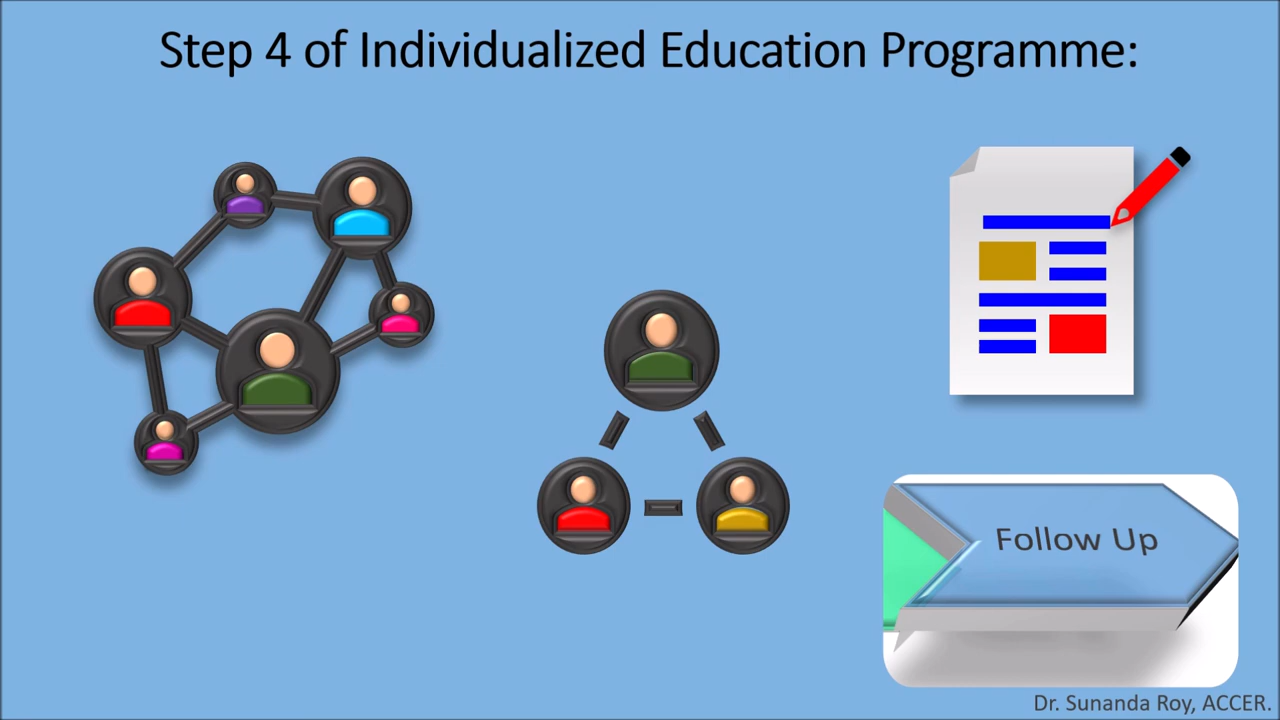 Step 4 of Individualized Education Programme:
Follow Up
Dr. Sunanda Roy, ACCER.